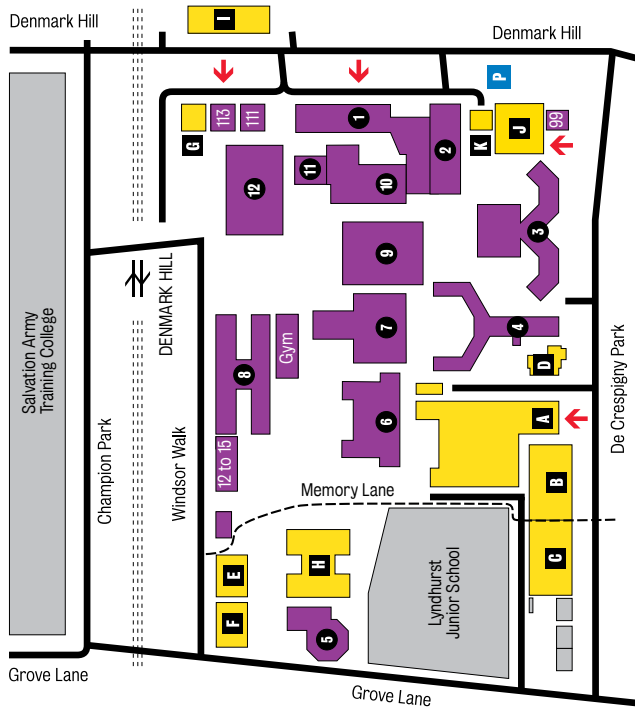 Denmark Hill
I
Denmark Hill
P
G
113
111
1
2
K
J
99
12
11
10
3
9
DENMARK HILL
7
4
Gym
8
D
6
A
12 to 15
B
Memory Lane
C
E
H
F
5
Salvation Army
Training College
Champion Park
Windsor Walk
De Crespigny Park
Lyndhurst
Junior School
Grove Lane
Grove Lane